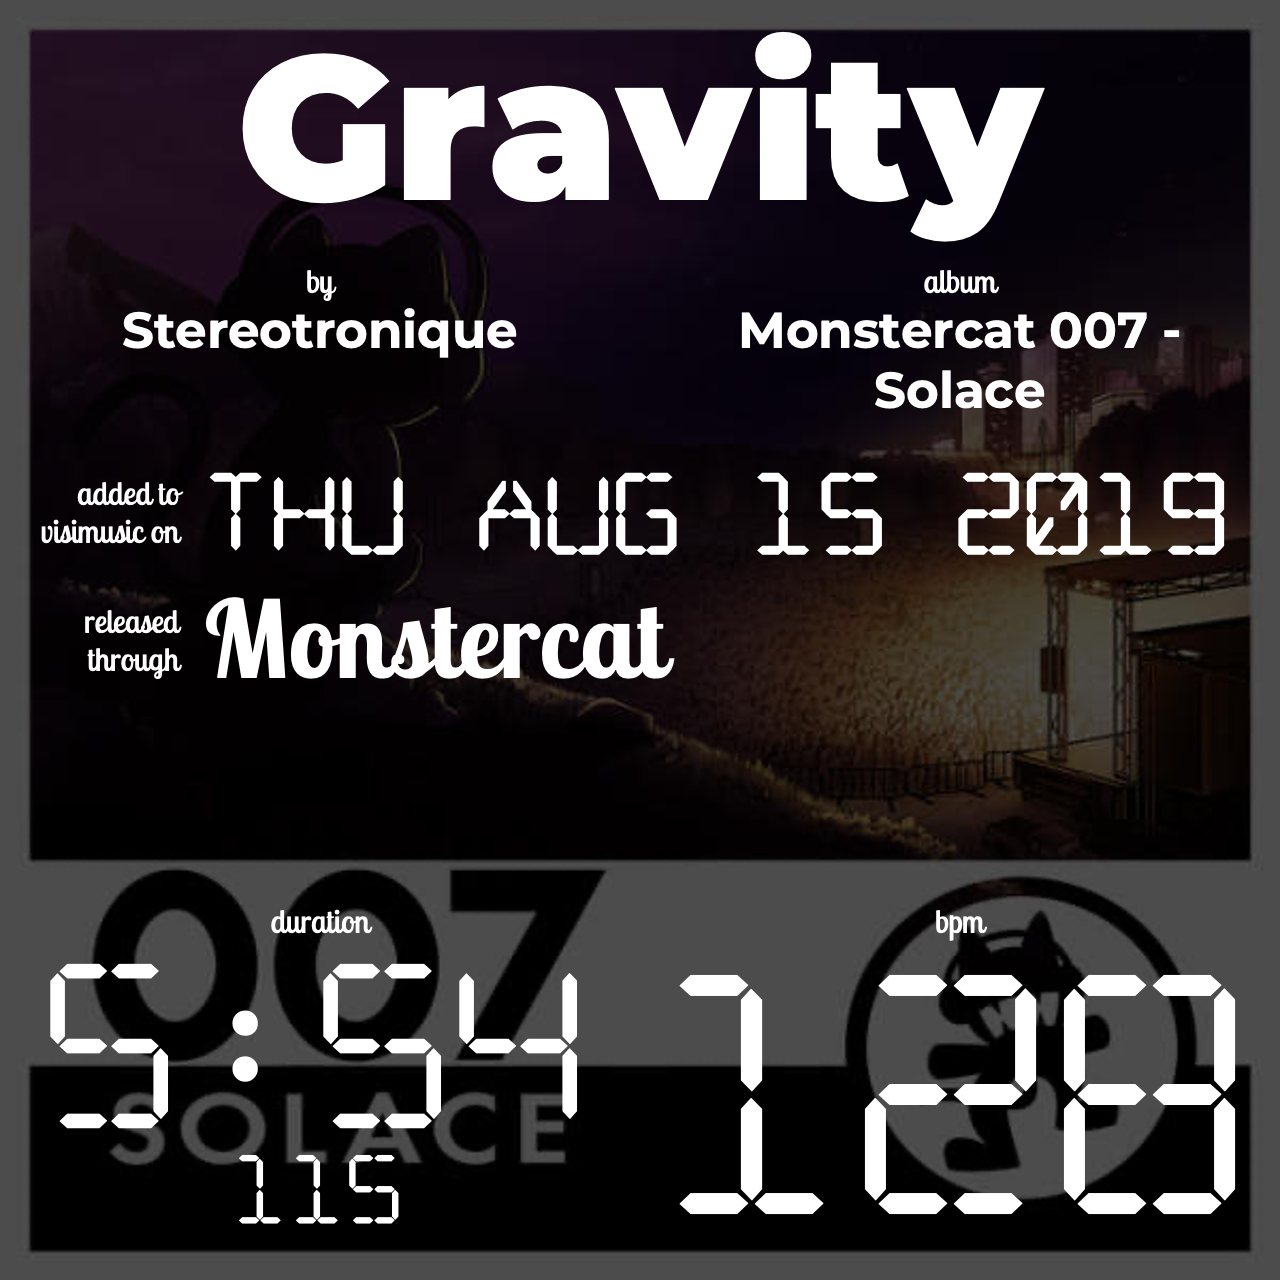 Gravity
by
Stereotronique
album
Monstercat 007 -
Solace
added to
visimusic on
THU AUG 15 2019
released
through
Monstercat
007
SOLACE
duration
5:54
115
bpm
128